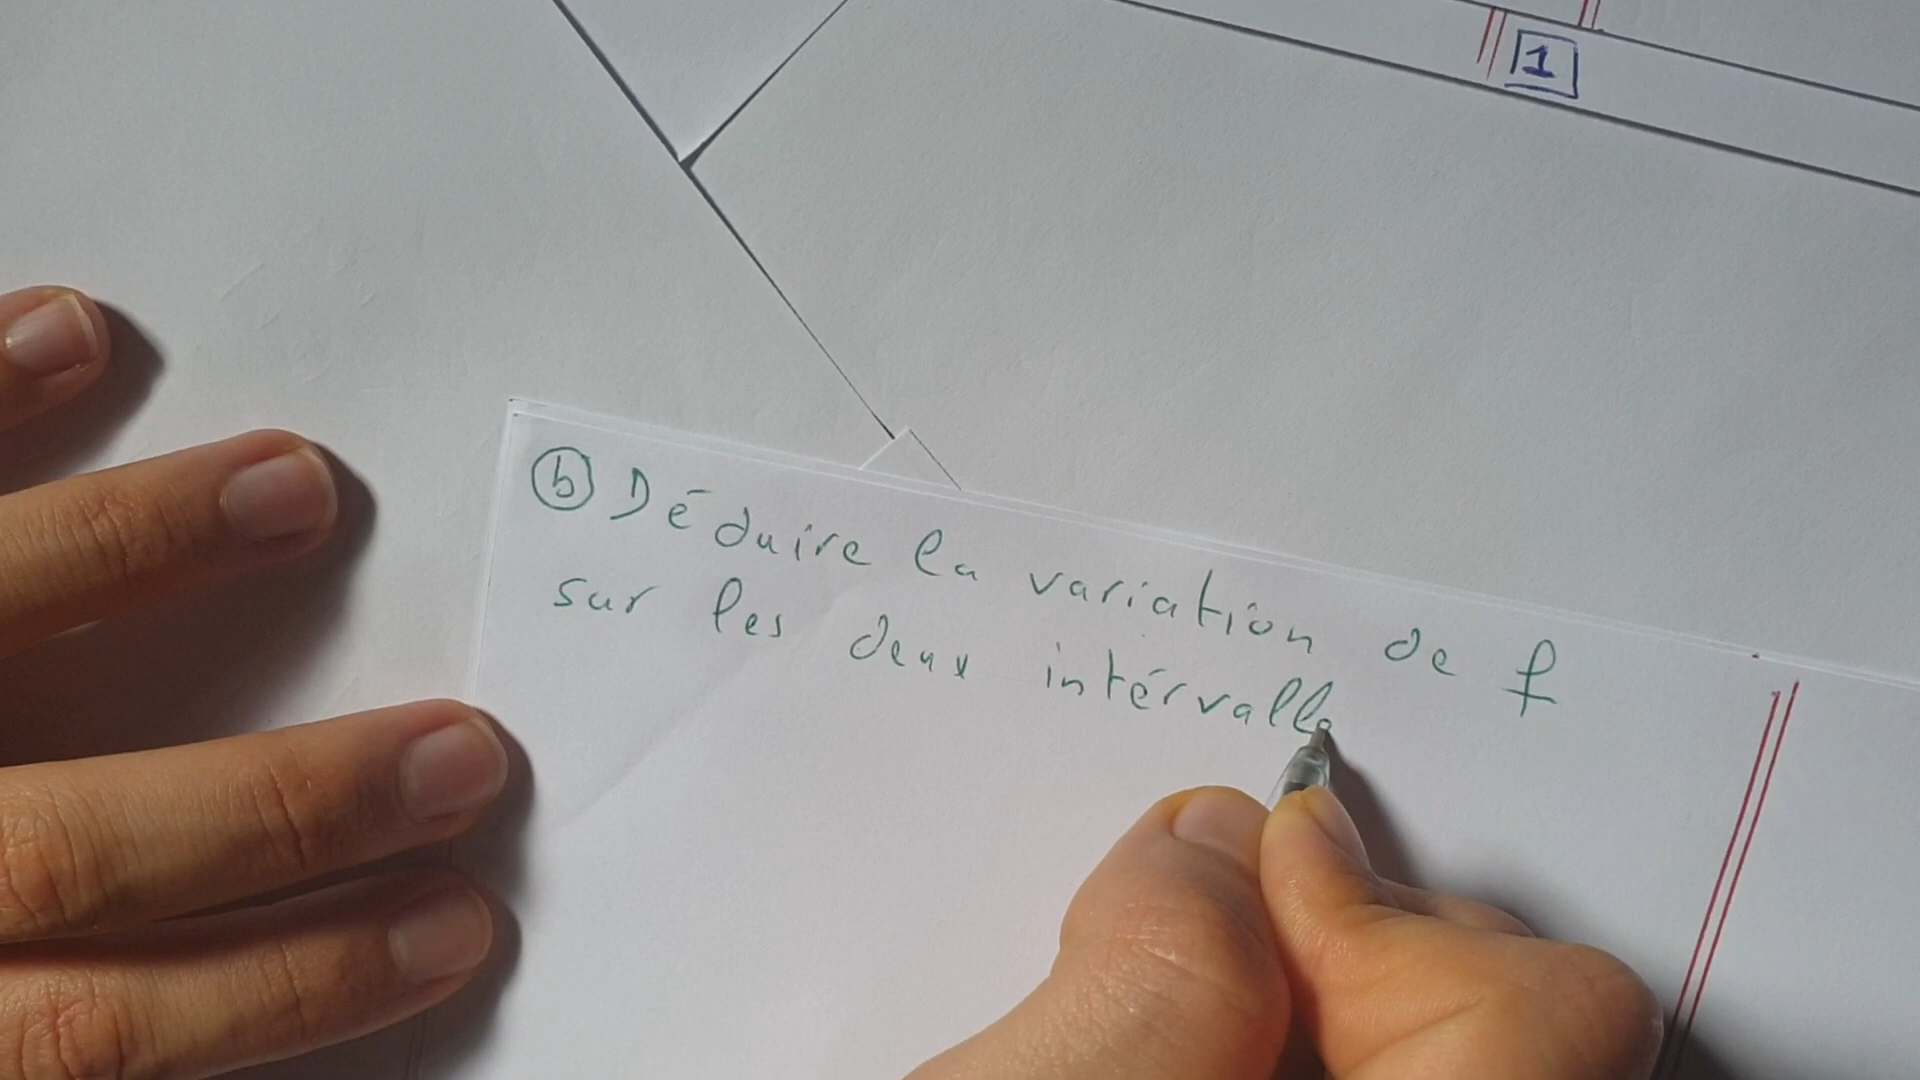 1
b Déduire la variation de f
sur les deux intérvalle